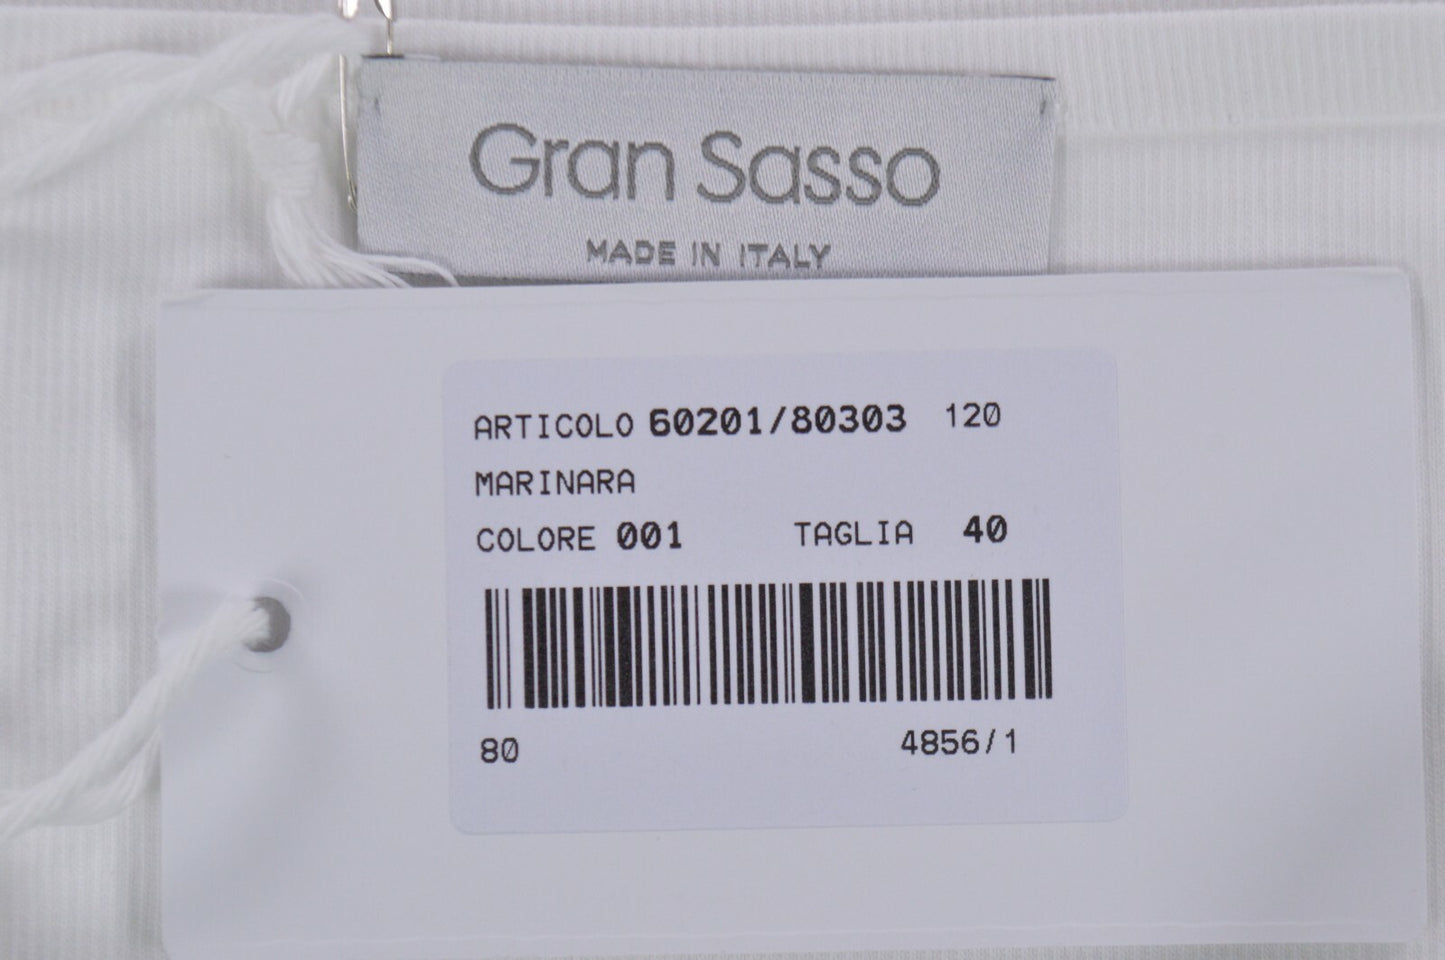 Gran Sasso
MADE IN ITALY
ARTICOLO 60201/80303 120
MARINARA
COLORE 001 TAGLIA 40
80 4856/1